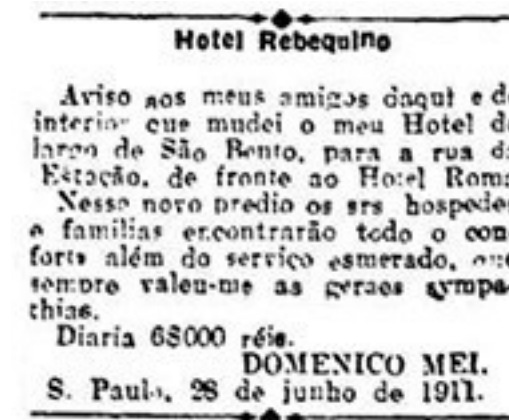 Hotel Rebequino
Aviso aos meus amigos daqui e do
interior que mudei o meu Hotel do
largo de São Bento, para a rua da
Estação, de fronte ao Hotel Roma
Nesse novo predio os srs hospedes
e familias encontrarão todo o con-
forto além do serviço esmerado, que
sempre valeu-me as geraes sympa-
thias.
Diaria 6$000 réis.
DOMENICO MEI.
S. Paulo, 28 de junho de 1911.